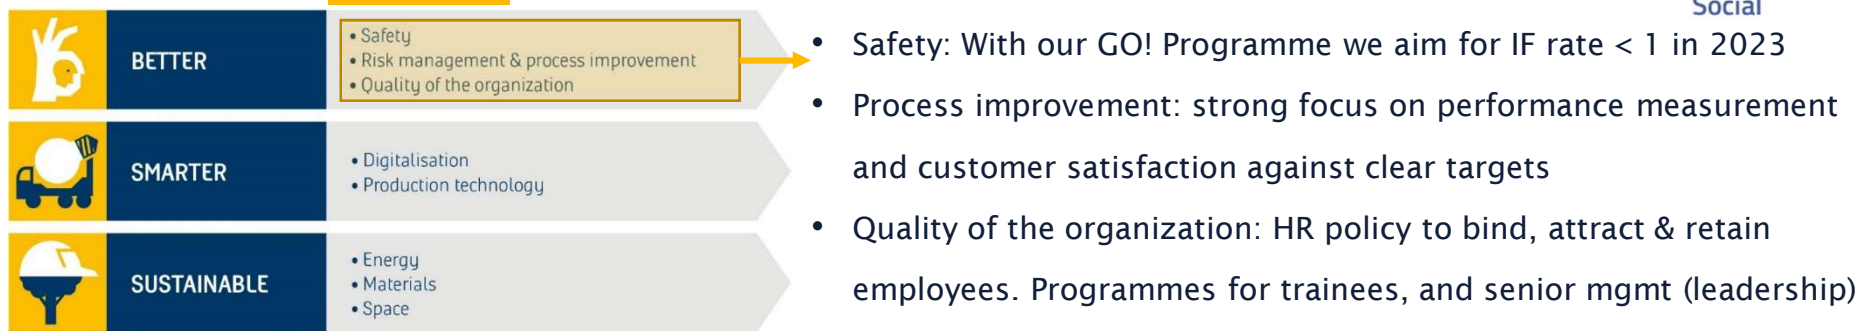 Social
BETTER
• Safety
• Risk management & process improvement
• Quality of the organization
SMARTER
• Digitalisation
• Production technology
SUSTAINABLE
• Energy
• Materials
• Space
• Safety: With our GO! Programme we aim for IF rate < 1 in 2023
• Process improvement: strong focus on performance measurement
and customer satisfaction against clear targets
• Quality of the organization: HR policy to bind, attract & retain
employees. Programmes for trainees, and senior mgmt (leadership)